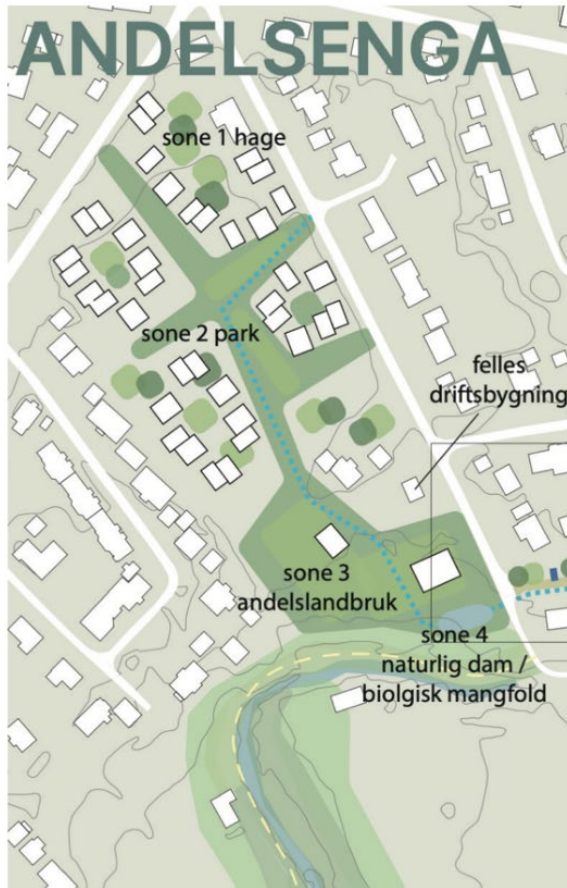 ANDELSENGA
sone 1 hage
sone 2 park
felles
driftsbygning
sone 3
andelslandbruk
sone 4
naturlig dam /
biolgisk mangfold